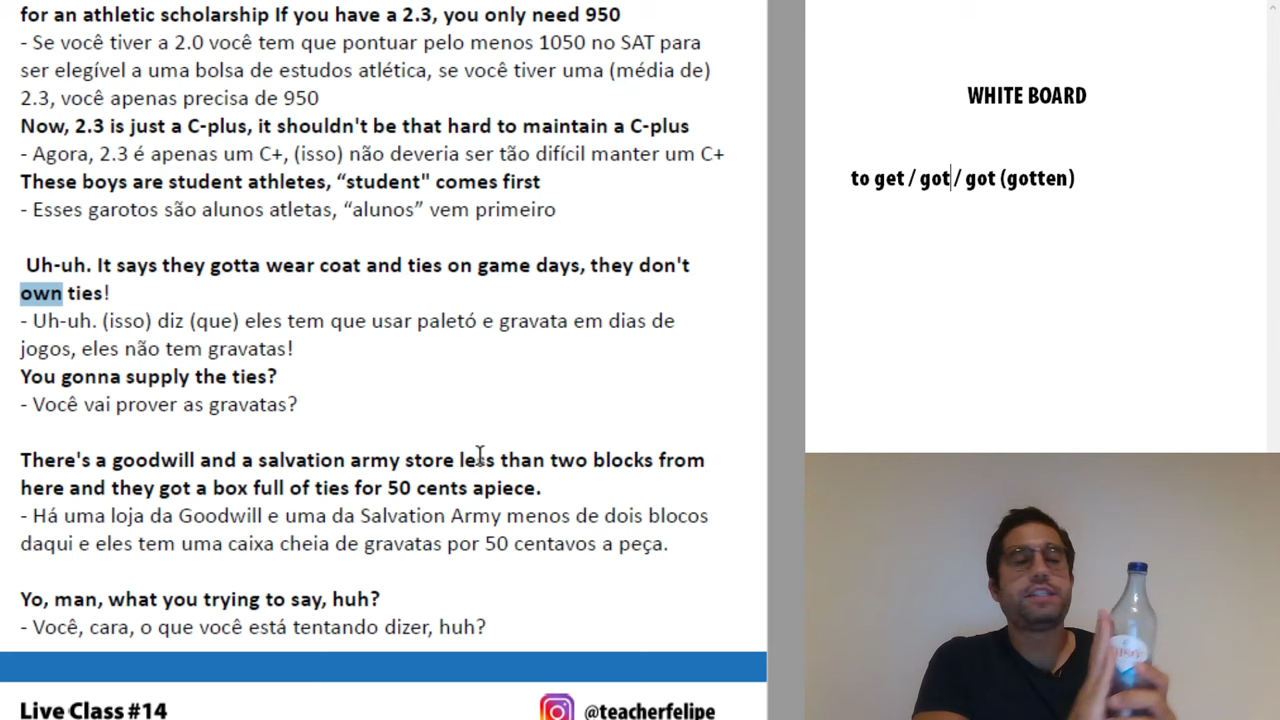 for an athletic scholarship If you have a 2.3, you only need 950
- Se você tiver a 2.0 você tem que pontuar pelo menos 1050 no SAT para
ser elegível a uma bolsa de estudos atlética, se você tiver uma (média de)
2.3, você apenas precisa de 950
Now, 2.3 is just a C-plus, it shouldn't be that hard to maintain a C-plus
- Agora, 2.3 é apenas um C+, (isso) não deveria ser tão difícil manter um C+
These boys are student athletes, “student" comes first
- Esses garotos são alunos atletas, “alunos” vem primeiro
Uh-uh. It says they gotta wear coat and ties on game days, they don't
own ties!
- Uh-uh. (isso) diz (que) eles tem que usar paletó e gravata em dias de
jogos, eles não tem gravatas!
You gonna supply the ties?
- Você vai prover as gravatas?
There's a goodwill and a salvation army store less than two blocks from
here and they got a box full of ties for 50 cents apiece.
- Há uma loja da Goodwill e uma da Salvation Army menos de dois blocos
daqui e eles tem uma caixa cheia de gravatas por 50 centavos a peça.
Yo, man, what you trying to say, huh?
- Você, cara, o que você está tentando dizer, huh?
Live Class #14
@teacherfelipe
WHITE BOARD
to get / got / got (gotten)